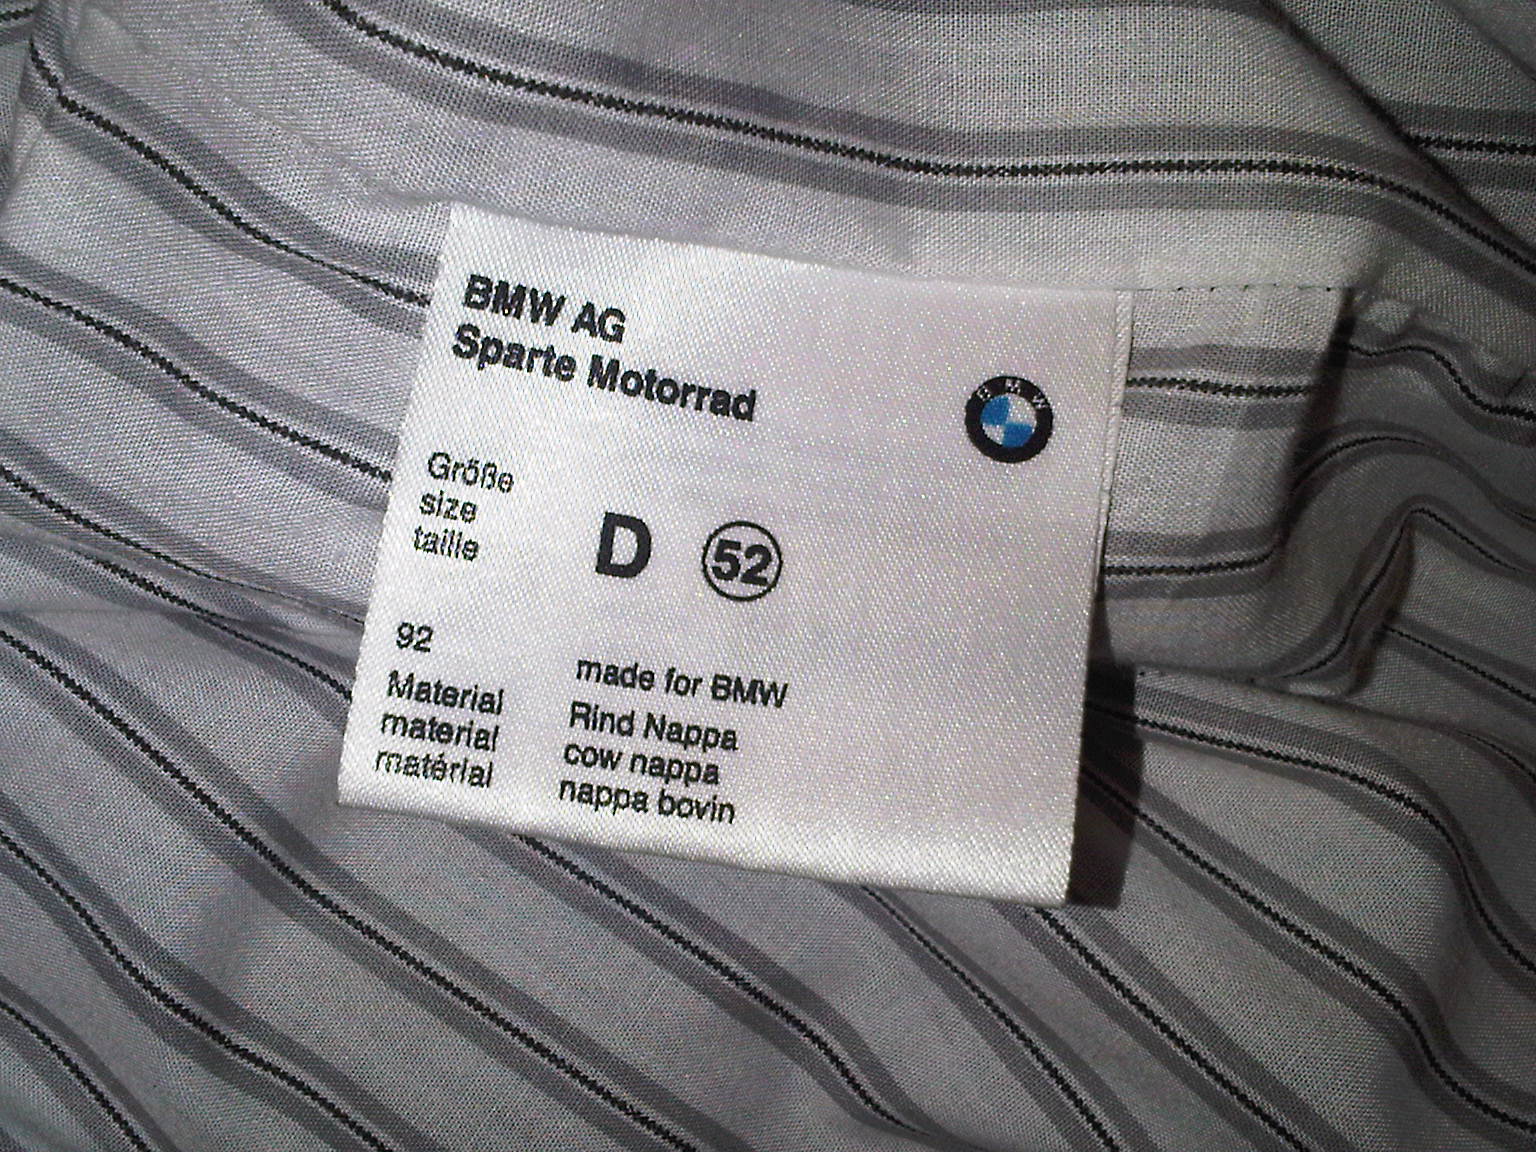 BMW AG
Sparte Motorrad
BMW
Größe
size
taille
D 52
92
made for BMW
Material Rind Nappa
material cow nappa
matérial nappa bovin